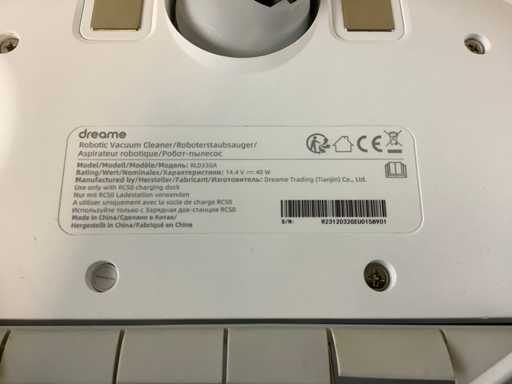 dreame
Robotic Vacuum Cleaner/Roboterstaubsauger/
Aspirateur robotique/Робот-пылесос
Model/Modell/Modèle/Модель: RLD33GA
Rating/Wert/Nominales/Характеристики: 14.4 V ⎓ 40 W
Manufactured by/Hersteller/Fabricant/Изготовитель: Dreame Trading (Tianjin) Co., Ltd.
Use only with RCS0 charging dock
Nur mit RCS0 Ladestation verwenden
A utiliser uniquement avec la socle de charge RCS0
Используйте только с Зарядная док-станция RCS0
Made in China/Сделано в Китае/
Hergestellt in China/Fabriqué en Chine
CE
S/N: R23120320EU0158901